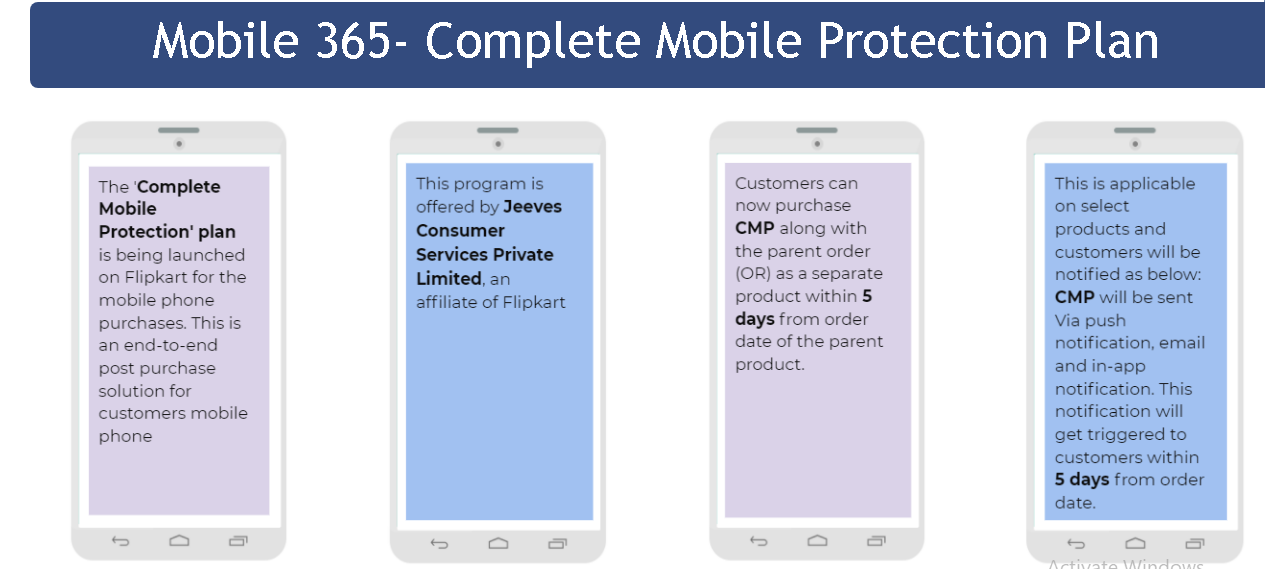 Mobile 365- Complete Mobile Protection Plan
The 'Complete
Mobile
Protection' plan
is being launched
on Flipkart for the
mobile phone
purchases. This is
an end-to-end
post purchase
solution for
customers mobile
phone
This program is
offered by Jeeves
Consumer
Services Private
Limited, an
affiliate of Flipkart
Customers can
now purchase
CMP along with
the parent order
(OR) as a separate
product within 5
days from order
date of the parent
product.
This is applicable
on select
products and
customers will be
notified as below:
CMP will be sent
Via push
notification, email
and in-app
notification. This
notification will
get triggered to
customers within
5 days from order
date.
Activate Windows